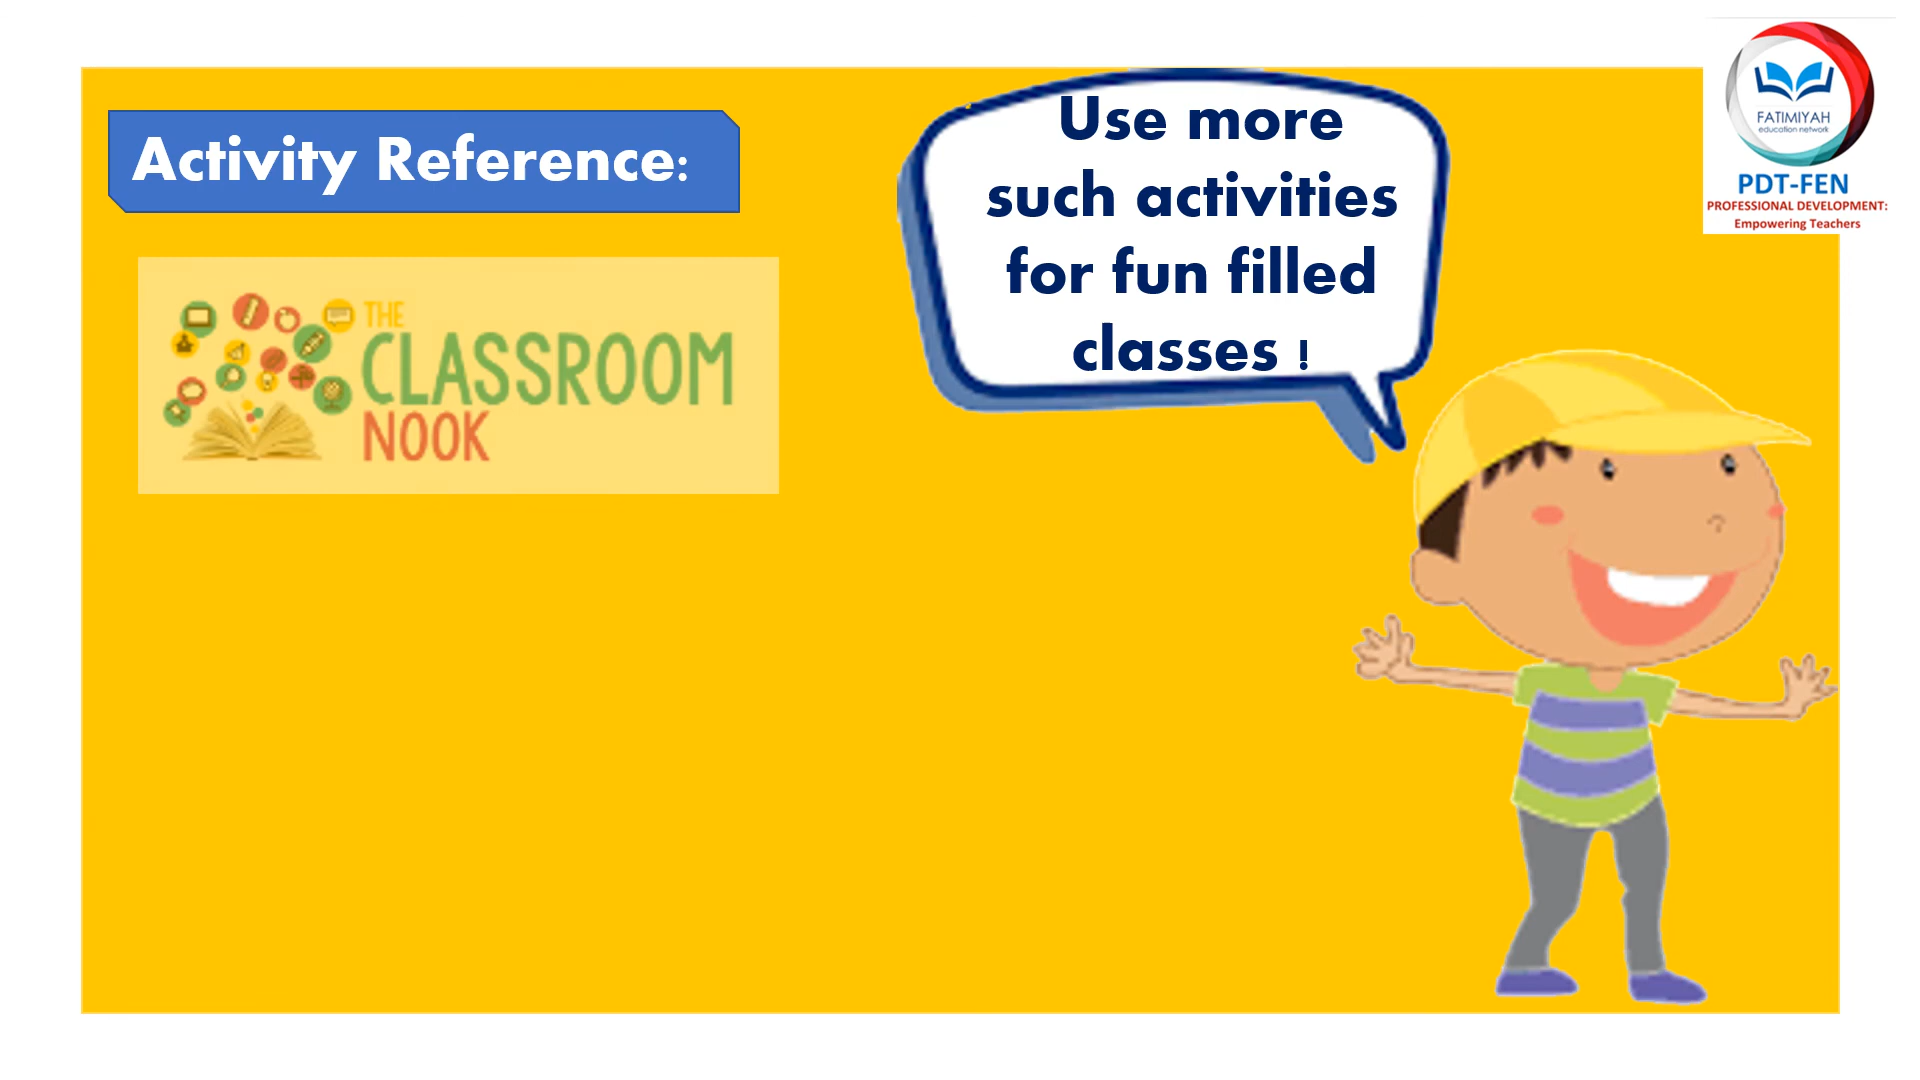 Activity Reference:
THE
CLASSROOM
NOOK
Use more
such activities
for fun filled
classes !
FATIMIYAH
education network
PDT-FEN
PROFESSIONAL DEVELOPMENT:
Empowering Teachers